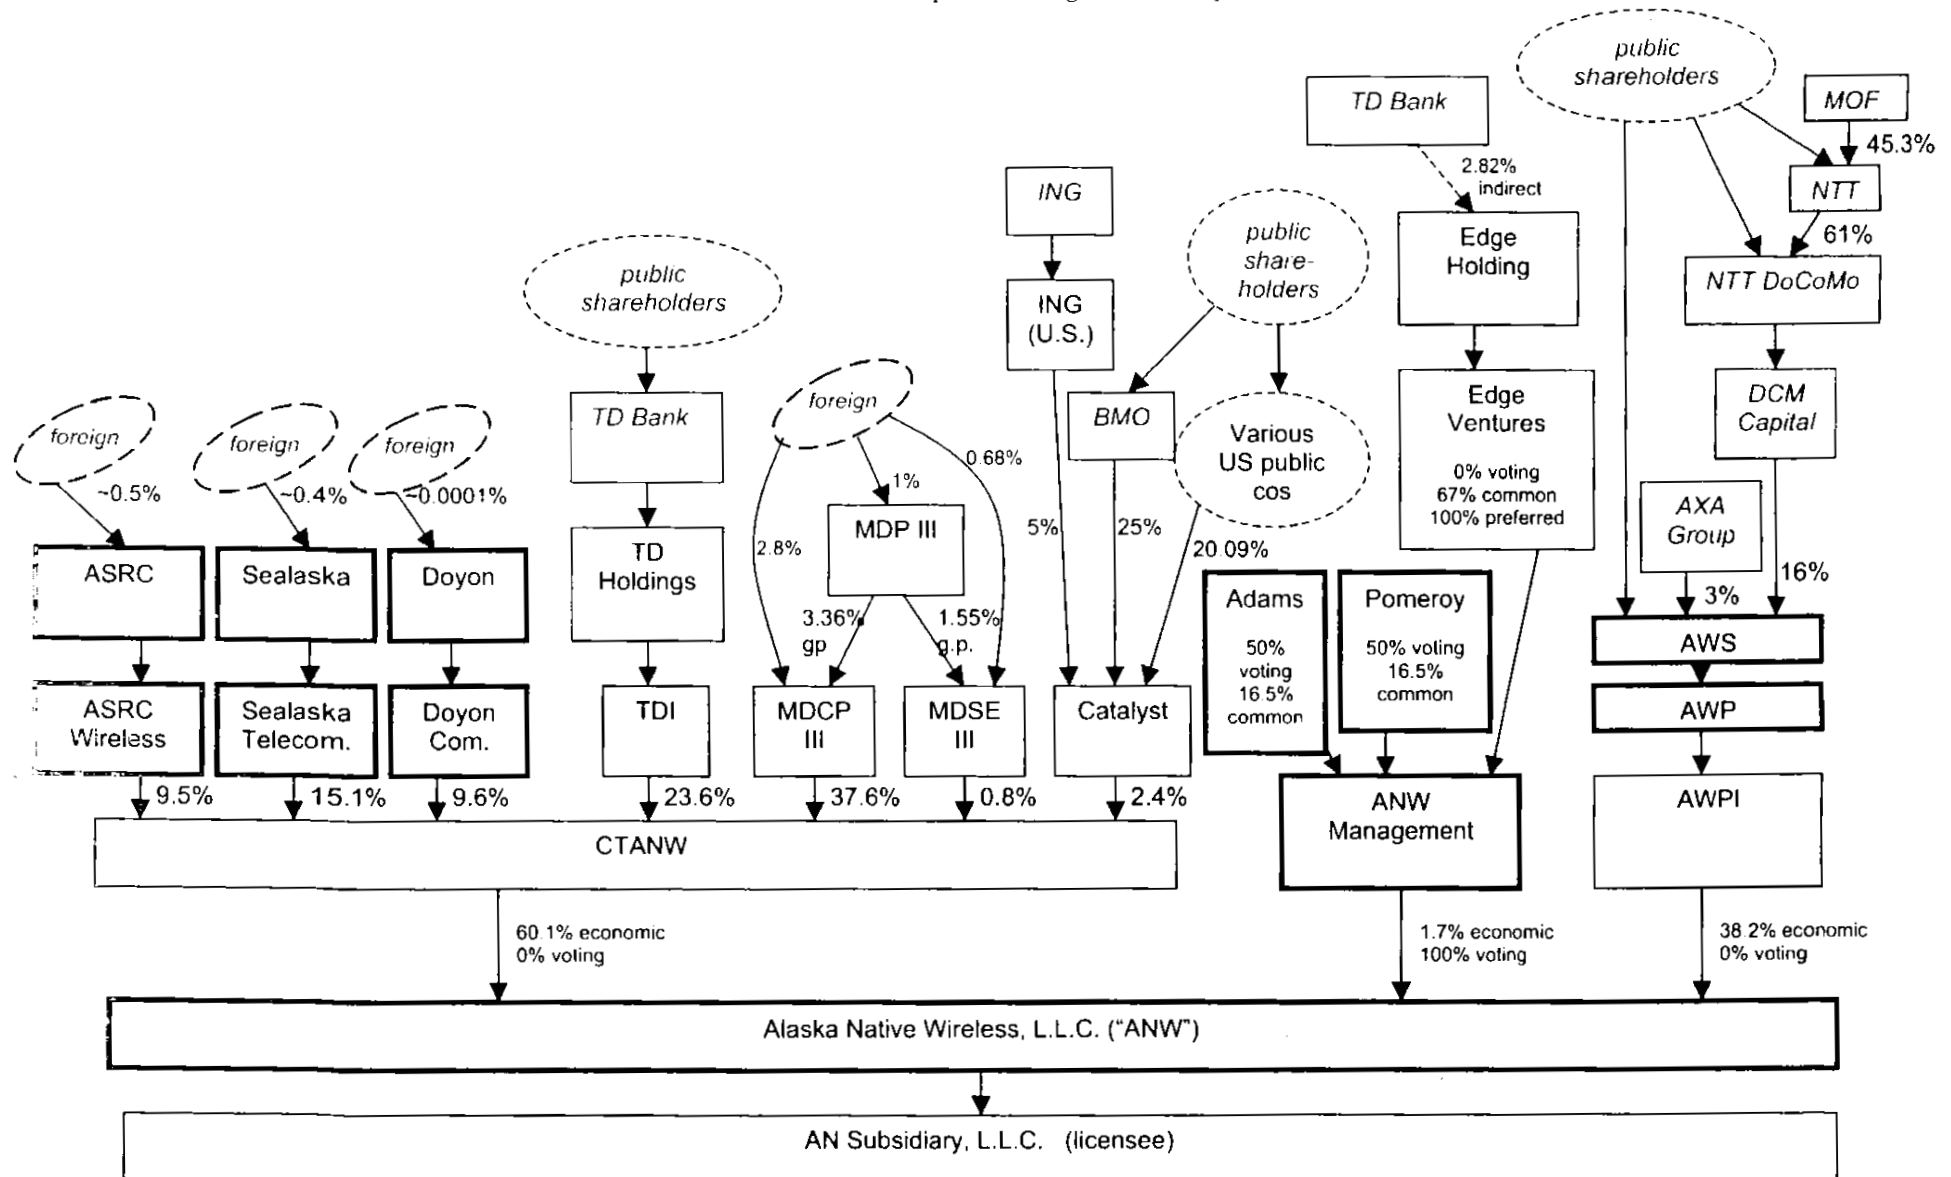 public
shareholders
TD Bank
MOF
45.3%
2.82%
indirect
ING
NTT
61%
public
share-
holders
Edge
Holding
public
shareholders
NTT DoCoMo
ING
(U.S.)
foreign
TD Bank
BMO
Various
US public
cos
Edge
Ventures
0% voting
67% common
100% preferred
DCM
Capital
foreign
foreign
foreign
~0.5%
~0.4%
~0.0001%
0.68%
1%
MDP III
5%
25%
20.09%
AXA
Group
2.8%
16%
3%
ASRC
Sealaska
Doyon
TD
Holdings
3.36%
gp
1.55%
g.p.
Adams
50%
voting
16.5%
common
Pomeroy
50% voting
16.5%
common
AWS
ASRC
Wireless
Sealaska
Telecom.
Doyon
Com.
TDI
MDCP
III
MDSE
III
Catalyst
AWP
9.5%
15.1%
9.6%
23.6%
37.6%
0.8%
2.4%
ANW
Management
AWPI
CTANW
60.1% economic
0% voting
1.7% economic
100% voting
38.2% economic
0% voting
Alaska Native Wireless, L.L.C. ("ANW")
AN Subsidiary, L.L.C. (licensee)